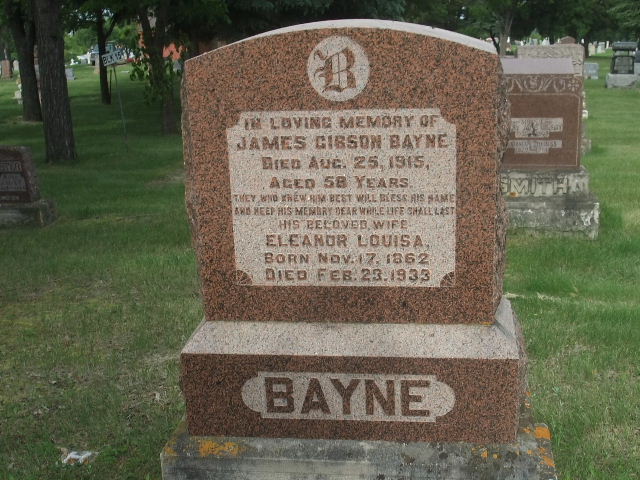 B
IN LOVING MEMORY OF
JAMES GIBSON BAYNE
DIED AUG. 25, 1915,
AGED 58 YEARS.
THEY WHO KNEW HIM BEST WILL BLESS HIS NAME
AND KEEP HIS MEMORY DEAR WHILE LIFE SHALL LAST
HIS BELOVED WIFE
ELEANOR LOUISA.
BORN NOV. 17, 1862
DIED FEB. 23, 1933
BAYNE
SMITH